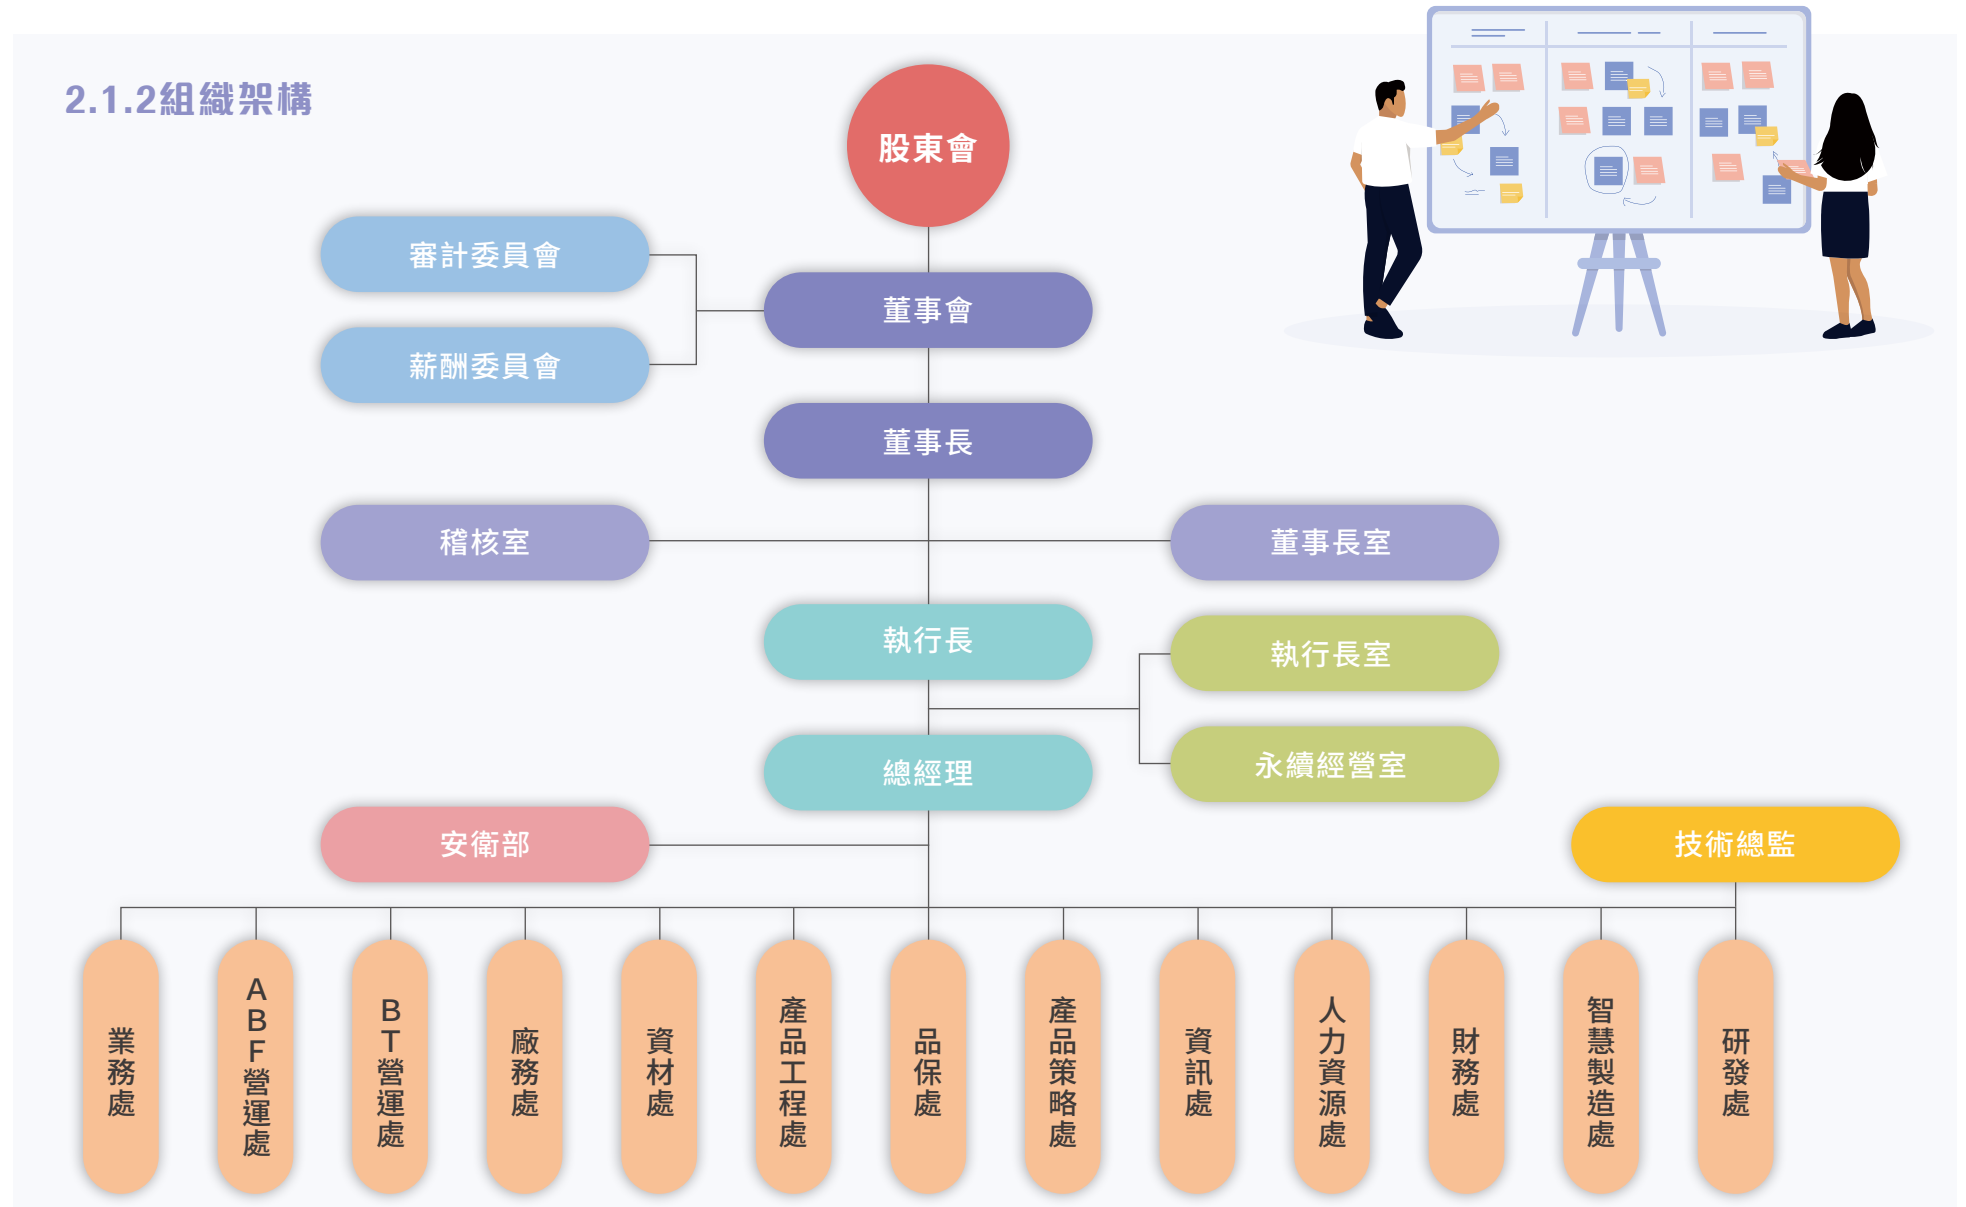 2.1.2組織架構
股東會
審計委員會
董事會
薪酬委員會
董事長
稽核室
董事長室
執行長
執行長室
總經理
永續經營室
安衛部
技術總監
業務處
ABF營運處
BT營運處
廠務處
資材處
產品工程處
品保處
產品策略處
資訊處
人力資源處
財務處
智慧製造處
研發處